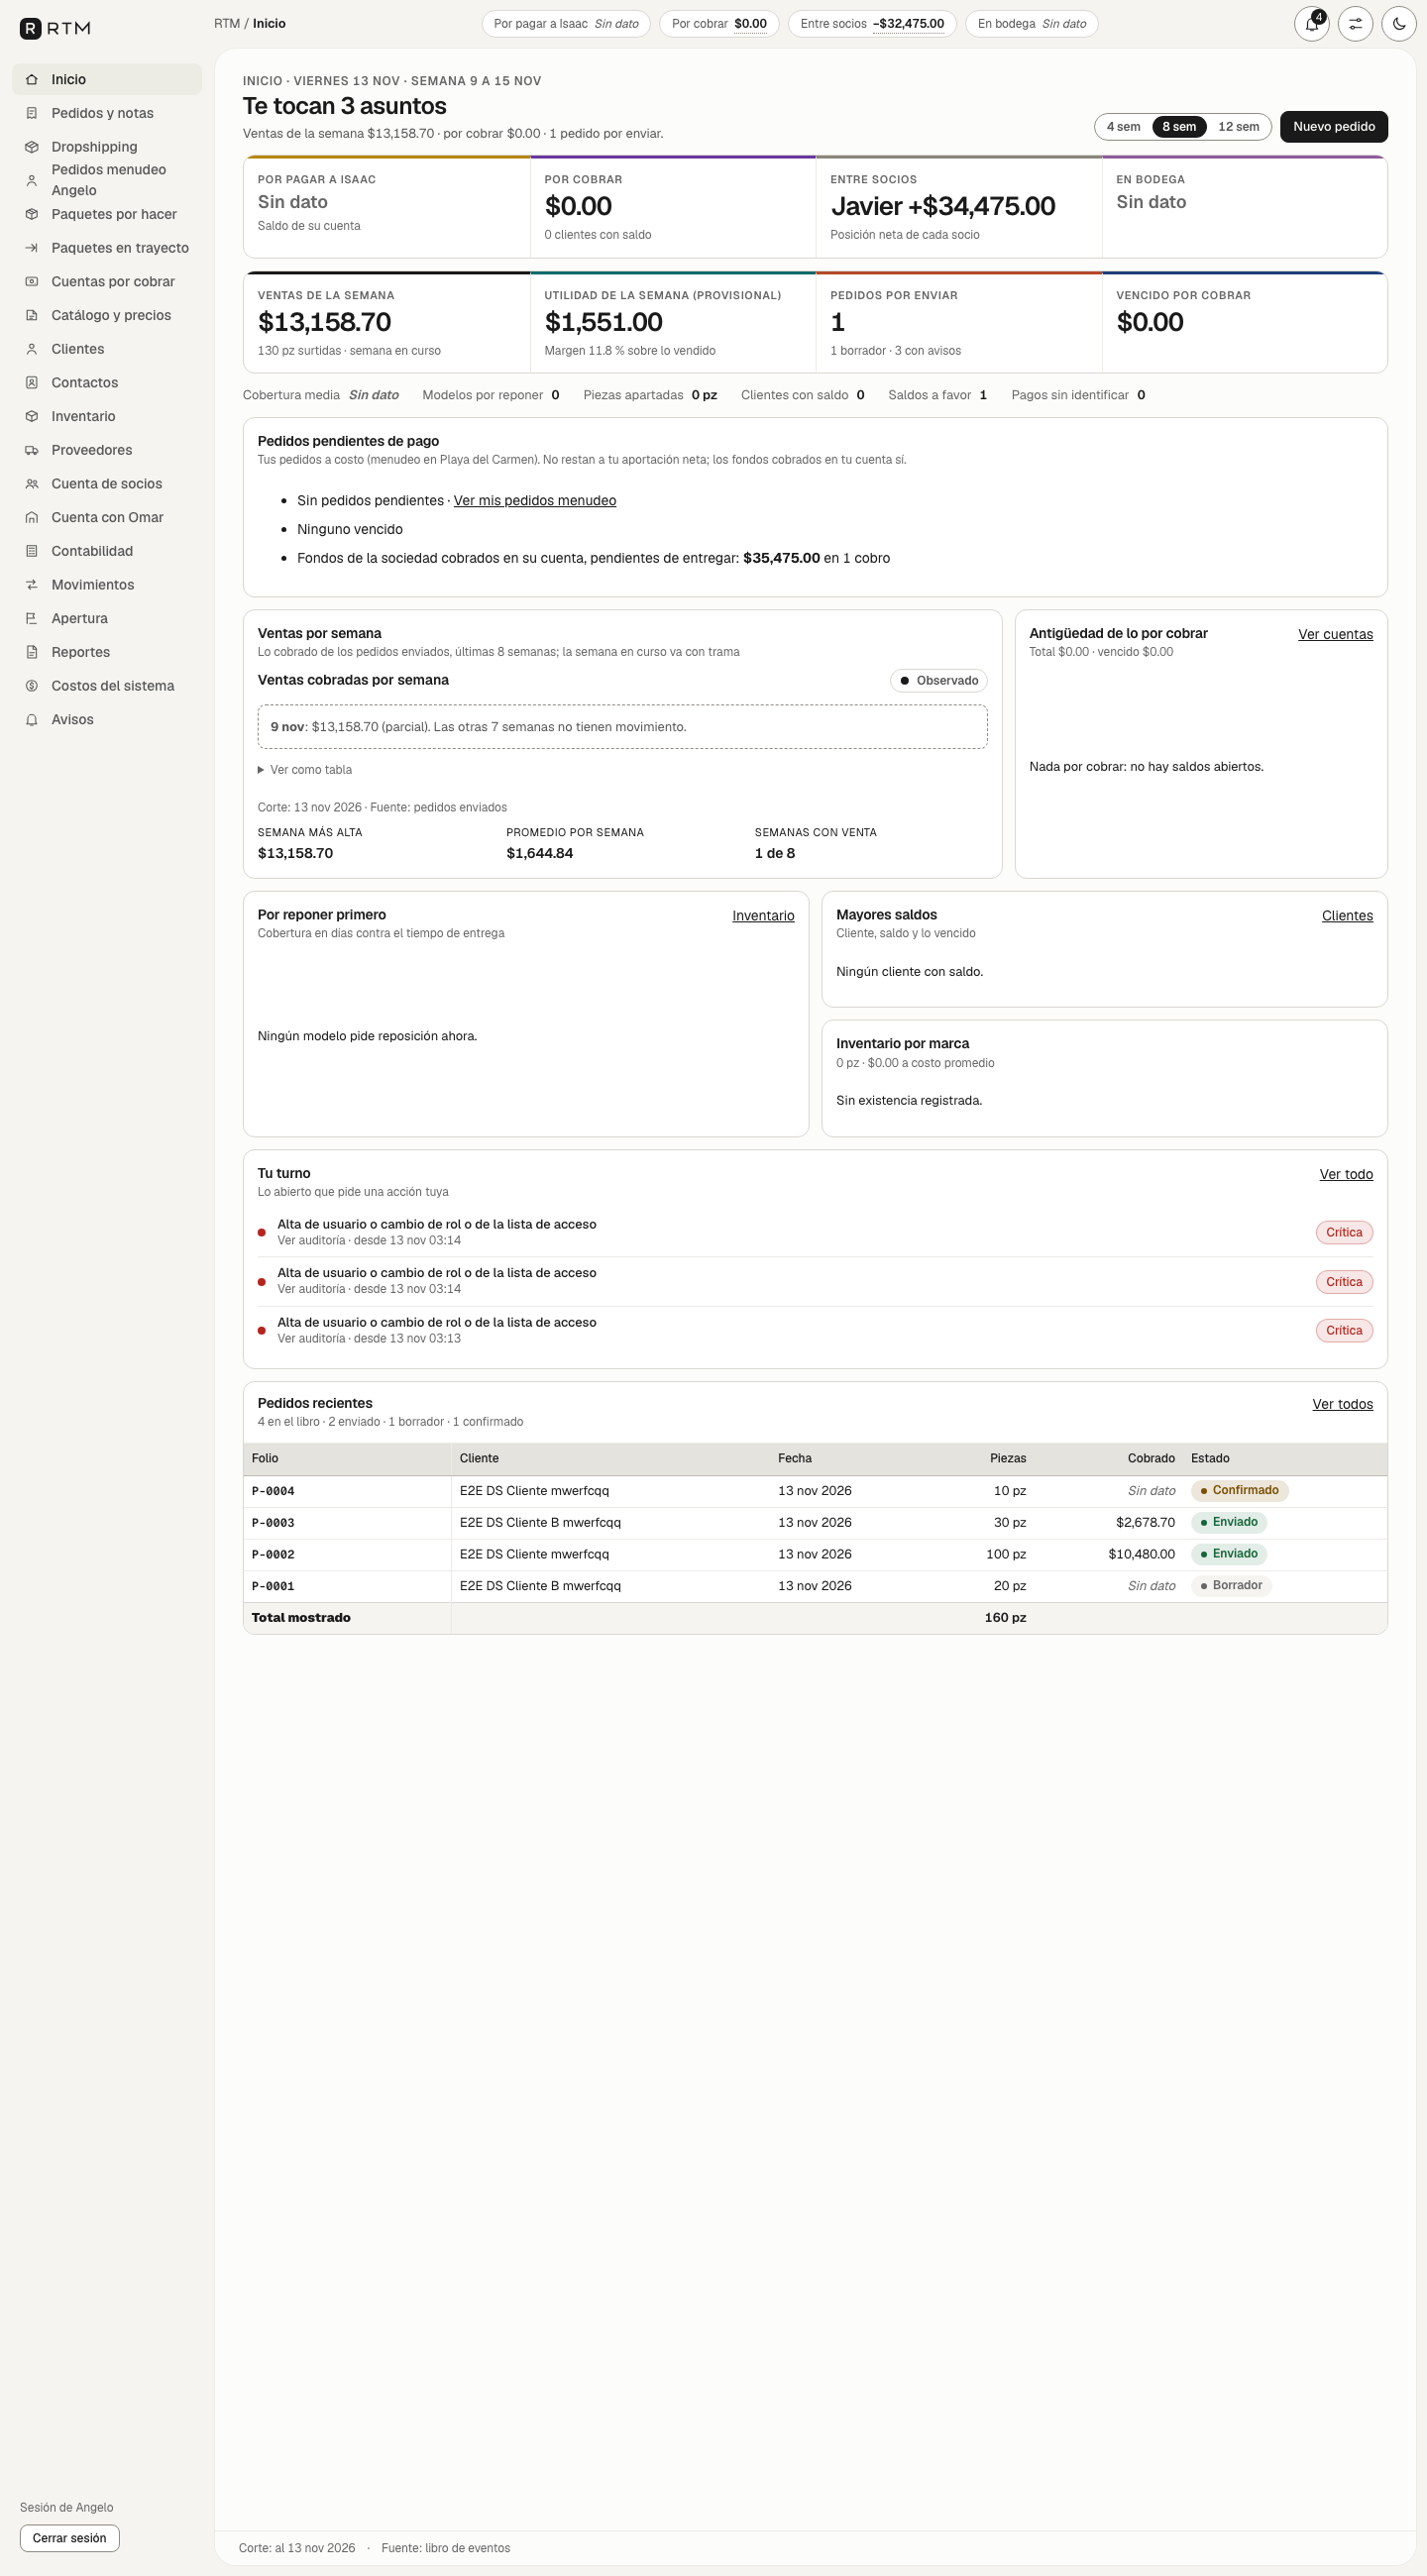 R RTM
RTM / Inicio
Por pagar a Isaac Sin dato
Por cobrar $0.00
Entre socios −$32,475.00
En bodega Sin dato
4
Inicio
Pedidos y notas
Dropshipping
Pedidos menudeo
Angelo
Paquetes por hacer
Paquetes en trayecto
Cuentas por cobrar
Catálogo y precios
Clientes
Contactos
Inventario
Proveedores
Cuenta de socios
Cuenta con Omar
Contabilidad
Movimientos
Apertura
Reportes
Costos del sistema
Avisos
Sesión de Angelo
Cerrar sesión
INICIO · VIERNES 13 NOV · SEMANA 9 A 15 NOV
Te tocan 3 asuntos
Ventas de la semana $13,158.70 · por cobrar $0.00 · 1 pedido por enviar.
4 sem 8 sem 12 sem
Nuevo pedido
POR PAGAR A ISAAC
Sin dato
Saldo de su cuenta
POR COBRAR
$0.00
0 clientes con saldo
ENTRE SOCIOS
Javier +$34,475.00
Posición neta de cada socio
EN BODEGA
Sin dato
VENTAS DE LA SEMANA
$13,158.70
130 pz surtidas · semana en curso
UTILIDAD DE LA SEMANA (PROVISIONAL)
$1,551.00
Margen 11.8 % sobre lo vendido
PEDIDOS POR ENVIAR
1
1 borrador · 3 con avisos
VENCIDO POR COBRAR
$0.00
Cobertura media Sin dato Modelos por reponer 0 Piezas apartadas 0 pz Clientes con saldo 0 Saldos a favor 1 Pagos sin identificar 0
Pedidos pendientes de pago
Tus pedidos a costo (menudeo en Playa del Carmen). No restan a tu aportación neta; los fondos cobrados en tu cuenta sí.
• Sin pedidos pendientes · Ver mis pedidos menudeo
• Ninguno vencido
• Fondos de la sociedad cobrados en su cuenta, pendientes de entregar: $35,475.00 en 1 cobro
Ventas por semana
Lo cobrado de los pedidos enviados, últimas 8 semanas; la semana en curso va con trama
Ventas cobradas por semana
Observado
9 nov: $13,158.70 (parcial). Las otras 7 semanas no tienen movimiento.
Ver como tabla
Corte: 13 nov 2026 · Fuente: pedidos enviados
SEMANA MÁS ALTA PROMEDIO POR SEMANA SEMANAS CON VENTA
$13,158.70 $1,644.84 1 de 8
Antigüedad de lo por cobrar
Ver cuentas
Total $0.00 · vencido $0.00
Nada por cobrar: no hay saldos abiertos.
Por reponer primero
Inventario
Cobertura en días contra el tiempo de entrega
Ningún modelo pide reposición ahora.
Mayores saldos
Clientes
Cliente, saldo y lo vencido
Ningún cliente con saldo.
Inventario por marca
0 pz · $0.00 a costo promedio
Sin existencia registrada.
Tu turno
Ver todo
Lo abierto que pide una acción tuya
Alta de usuario o cambio de rol o de la lista de acceso
Ver auditoría · desde 13 nov 03:14
Crítica
Alta de usuario o cambio de rol o de la lista de acceso
Ver auditoría · desde 13 nov 03:14
Crítica
Alta de usuario o cambio de rol o de la lista de acceso
Ver auditoría · desde 13 nov 03:13
Crítica
Pedidos recientes
Ver todos
4 en el libro · 2 enviado · 1 borrador · 1 confirmado
Folio Cliente Fecha Piezas Cobrado Estado
P-0004 E2E DS Cliente mwerfcqq 13 nov 2026 10 pz Sin dato Confirmado
P-0003 E2E DS Cliente B mwerfcqq 13 nov 2026 30 pz $2,678.70 Enviado
P-0002 E2E DS Cliente mwerfcqq 13 nov 2026 100 pz $10,480.00 Enviado
P-0001 E2E DS Cliente B mwerfcqq 13 nov 2026 20 pz Sin dato Borrador
Total mostrado 160 pz
Corte: al 13 nov 2026 · Fuente: libro de eventos